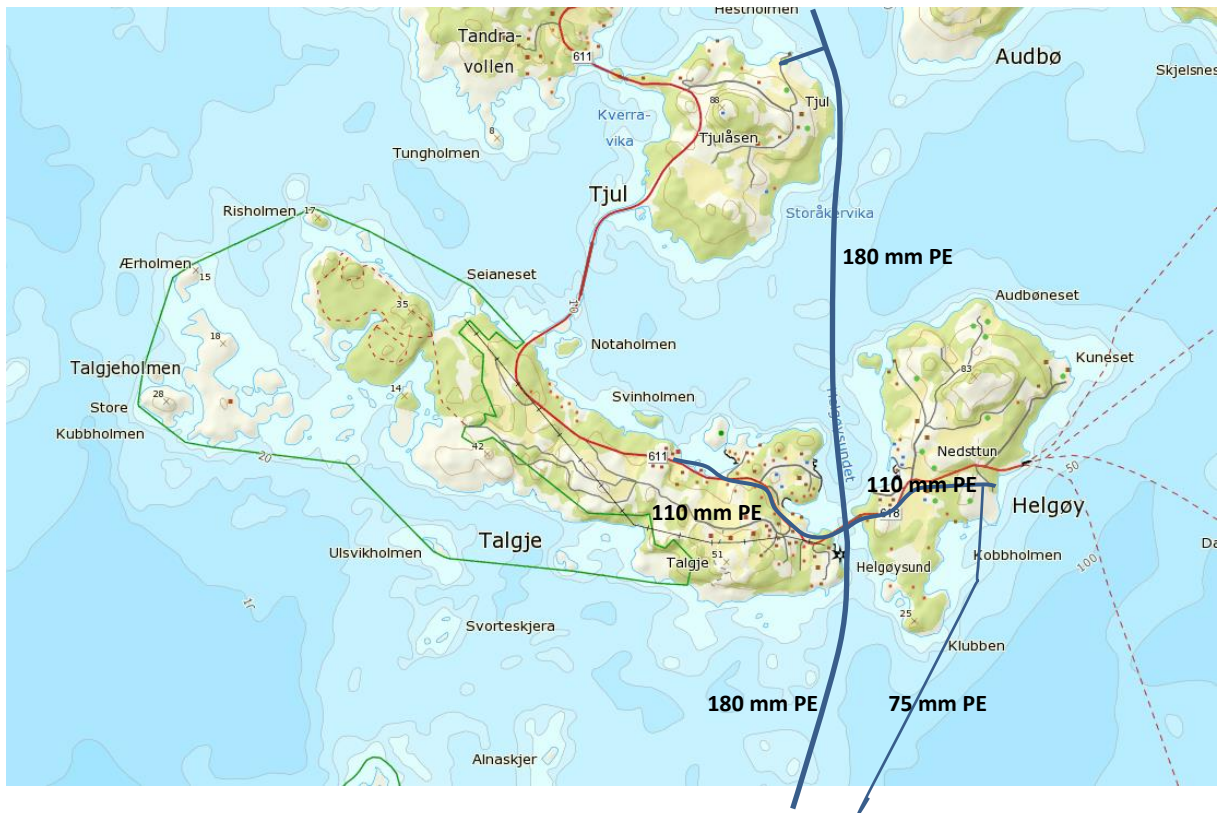 Hestholmen
Tandra-
vollen
611
Audbø
Skjelsnes
88
Tjul
Kverra-
vika
Tjulåsen
8
Tungholmen
Tjul
Risholmen
17
Storåkervika
180 mm PE
Ærholmen
15
Seianeset
10
Audbøneset
35
18
Notaholmen
Kuneset
Talgjeholmen
83
14
28
Store
Svinholmen
Helgøysundet
Kubbholmen
20
42
611
Nedsttun
50
110 mm PE
Helgøy
110 mm PE
618
Talgje
Ulsvikholmen
51
Talgje
Kobbholmen
Helgøysund
Da
100
Svorteskjera
25
Klubben
180 mm PE
75 mm PE
Alnaskjer